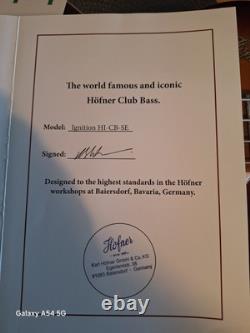 The world famous and iconic
Höfner Club Bass.
Model: Ignition HI-CB-SE
Signed:
Designed to the highest standards in the Höfner
workshops at Baiersdorf, Bavaria, Germany.
Höfner
Karl Höfner GmbH & Co. KG
Egerlandstr. 38
91083 Baiersdorf - Germany
Galaxy A54 5G